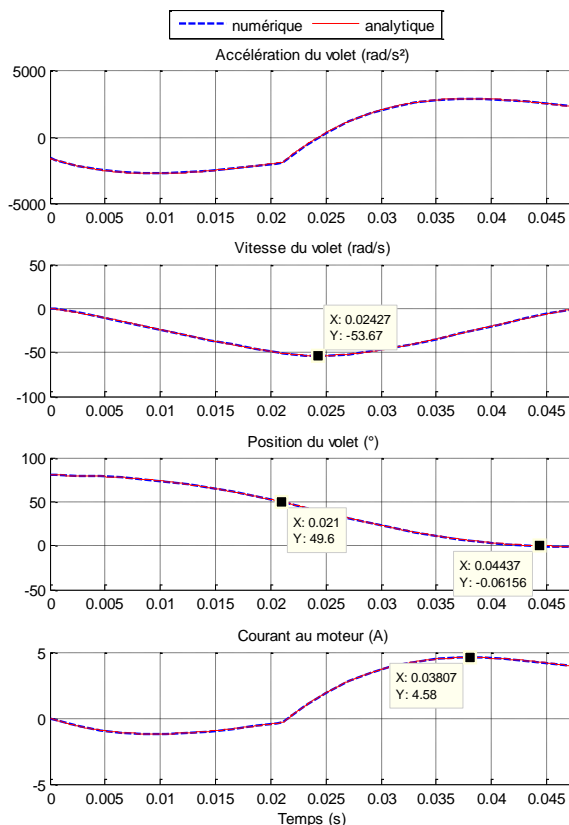 numérique analytique
Accélération du volet (rad/s²)
5000
0
-5000
0 0.005 0.01 0.015 0.02 0.025 0.03 0.035 0.04 0.045
Vitesse du volet (rad/s)
50
0
-50
-100
X: 0.02427
Y: -53.67
0 0.005 0.01 0.015 0.02 0.025 0.03 0.035 0.04 0.045
Position du volet (°)
100
50
0
-50
X: 0.021
Y: 49.6
X: 0.04437
Y: -0.06156
0 0.005 0.01 0.015 0.02 0.025 0.03 0.035 0.04 0.045
Courant au moteur (A)
5
0
-5
X: 0.03807
Y: 4.58
0 0.005 0.01 0.015 0.02 0.025 0.03 0.035 0.04 0.045
Temps (s)